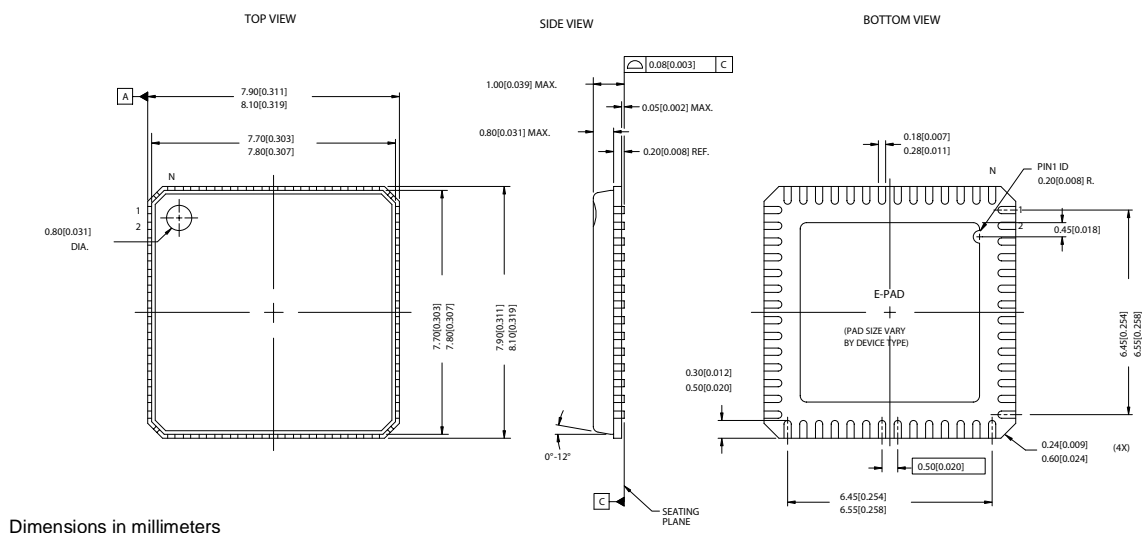 TOP VIEW
SIDE VIEW
BOTTOM VIEW
A
7.90[0.311]
8.10[0.319]
7.70[0.303]
7.80[0.307]
N
1
2
0.80[0.031]
DIA.
7.70[0.303]
7.80[0.307]
7.90[0.311]
8.10[0.319]
0.08[0.003] C
1.00[0.039] MAX.
0.05[0.002] MAX.
0.80[0.031] MAX.
0.20[0.008] REF.
0°-12°
C
SEATING
PLANE
0.18[0.007]
0.28[0.011]
N
PIN1 ID
0.20[0.008] R.
1
2
0.45[0.018]
E-PAD
(PAD SIZE VARY
BY DEVICE TYPE)
6.45[0.254]
6.55[0.258]
0.30[0.012]
0.50[0.020]
0.24[0.009]
0.60[0.024]
(4X)
0.50[0.020]
6.45[0.254]
6.55[0.258]
Dimensions in millimeters